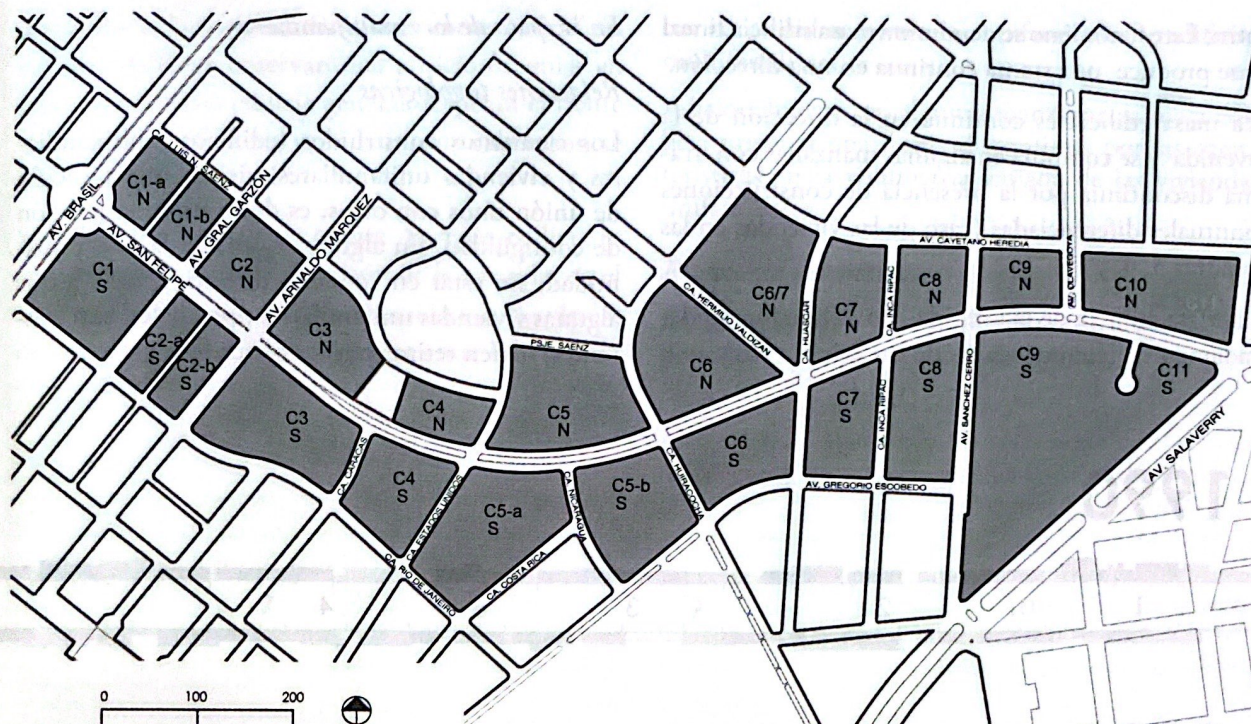 AV. BRASIL
CA. LUIS N. SAENZ
C1-a
N
C1-b
N
AV. GRAL GARZON
AV. SAN FELIPE
C1
S
C2
N
AV. ARNALDO MARQUEZ
C2-a
S
C2-b
S
C3
N
C3
S
PSJE. SAENZ
C4
N
C5
N
CA. CARACAS
C4
S
CA. ESTADOS UNIDOS
C5-a
S
CA. NICARAGUA
C5-b
S
CA. RIO DE JANEIRO
CA. COSTA RICA
CA. HERMILIO VALDIZAN
C6/7
N
C6
N
C6
S
CA. HUASCAR
C7
N
CA. INCA RIPAC
C8
N
AV. CAYETANO HEREDIA
C9
N
C10
N
C7
S
CA. INCA RIPAC
C8
S
AV. SANCHEZ CERRO
C9
S
C11
S
AV. GREGORIO ESCOBEDO
AV. SALAVERRY
0 100 200